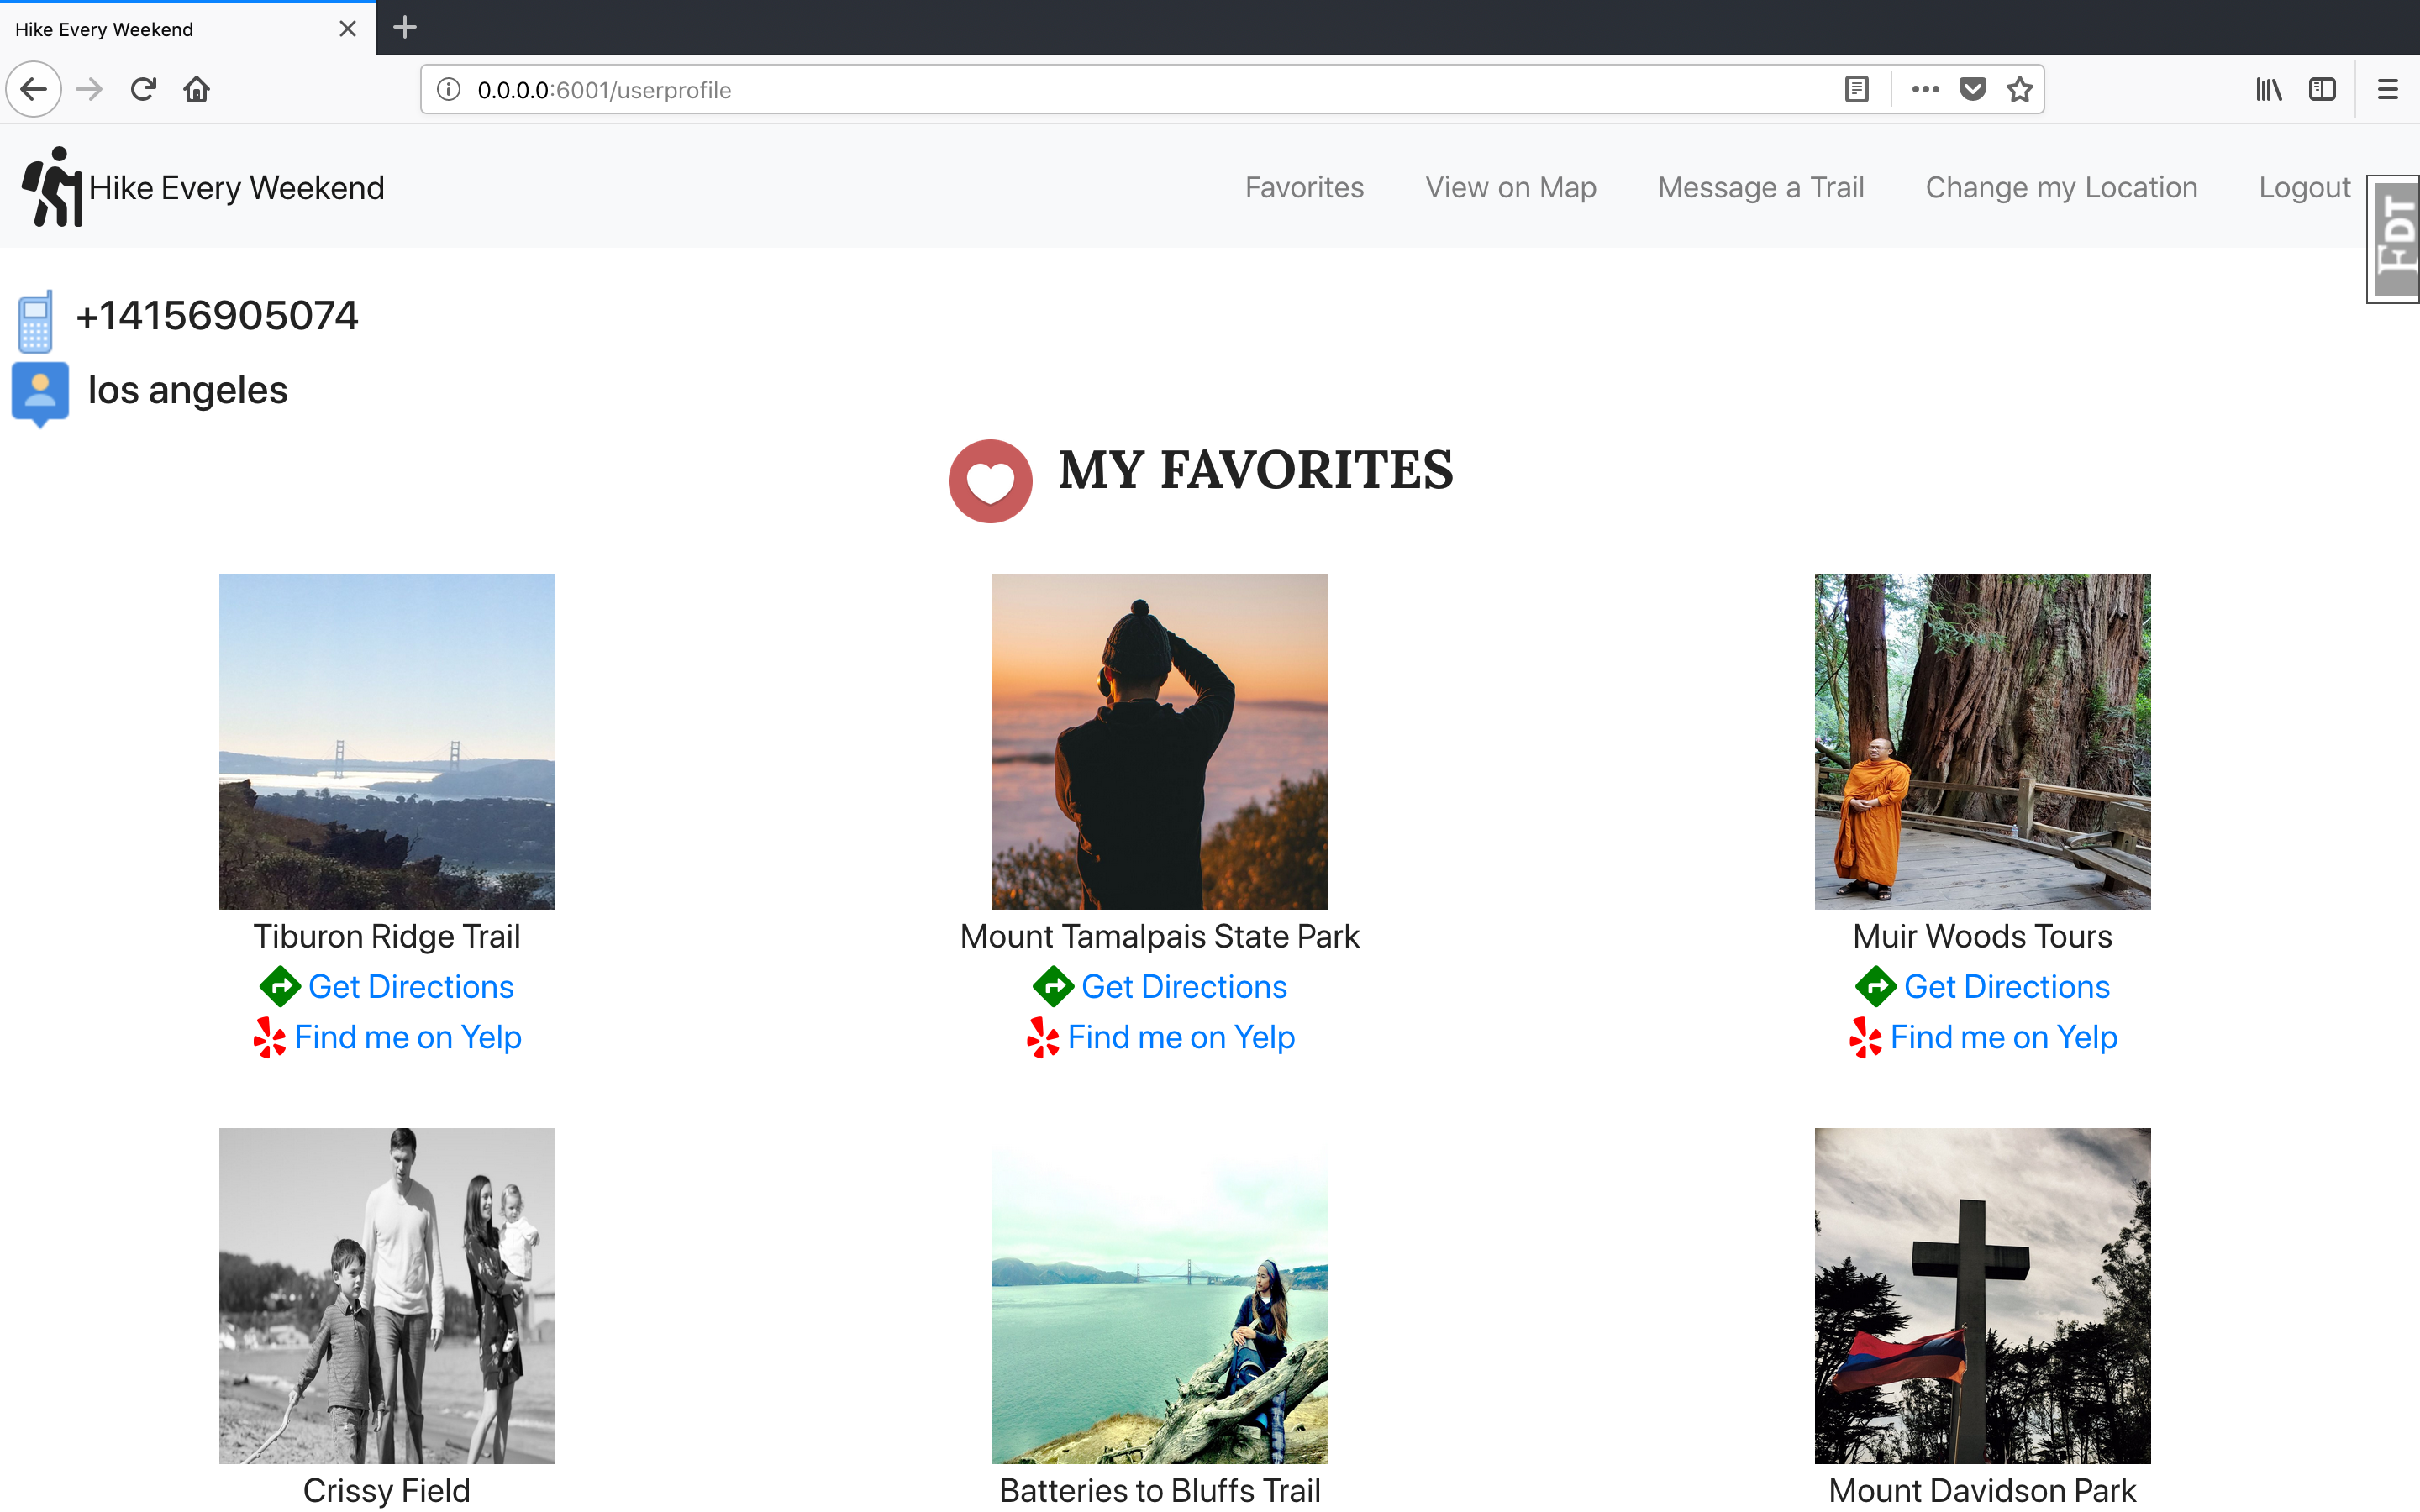 Hike Every Weekend
0.0.0.0:6001/userprofile
Hike Every Weekend
Favorites
View on Map
Message a Trail
Change my Location
Logout
FDT
+14156905074
los angeles
MY FAVORITES
Tiburon Ridge Trail
Get Directions
Find me on Yelp
Mount Tamalpais State Park
Get Directions
Find me on Yelp
Muir Woods Tours
Get Directions
Find me on Yelp
Crissy Field
Batteries to Bluffs Trail
Mount Davidson Park